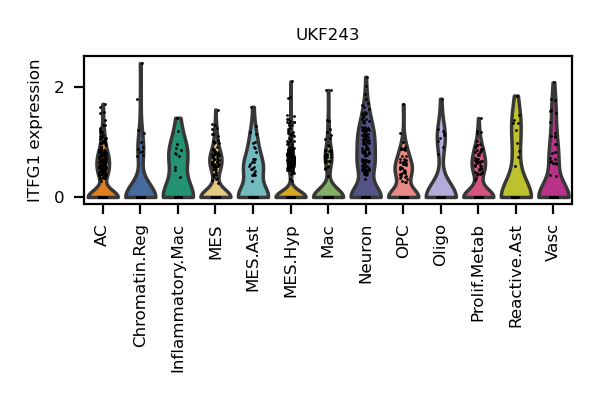 UKF243
ITFG1 expression
2
0
AC
Chromatin.Reg
Inflammatory.Mac
MES
MES.Ast
MES.Hyp
Mac
Neuron
OPC
Oligo
Prolif.Metab
Reactive.Ast
Vasc